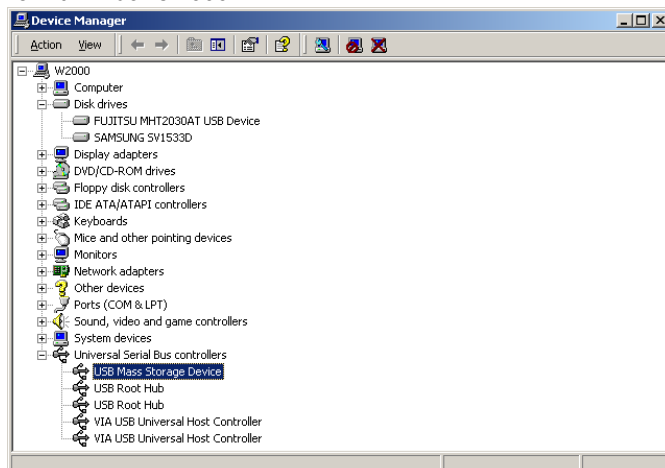 Device Manager
Action View
W2000
Computer
Disk drives
FUJITSU MHT2030AT USB Device
SAMSUNG SV1533D
Display adapters
DVD/CD-ROM drives
Floppy disk controllers
IDE ATA/ATAPI controllers
Keyboards
Mice and other pointing devices
Monitors
Network adapters
Other devices
Ports (COM & LPT)
Sound, video and game controllers
System devices
Universal Serial Bus controllers
USB Mass Storage Device
USB Root Hub
USB Root Hub
VIA USB Universal Host Controller
VIA USB Universal Host Controller